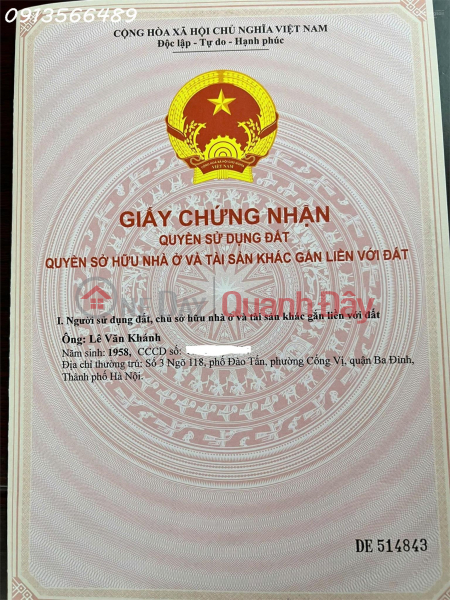 0913566489
CỘNG HÒA XÃ HỘI CHỦ NGHĨA VIỆT NAM
Độc lập - Tự do - Hạnh phúc
VIỆT NAM
GIẤY CHỨNG NHẬN
QUYỀN SỬ DỤNG ĐẤT
QUYỀN SỞ HỮU NHÀ Ở VÀ TÀI SẢN KHÁC GẮN LIỀN VỚI ĐẤT
Quanh Đây
I. Người sử dụng đất, chủ sở hữu nhà ở và tài sản khác gắn liền với đất
Ông: Lê Văn Khánh
Năm sinh: 1958, CCCD số:
Địa chỉ thường trú: Số 3 Ngõ 118, phố Đào Tấn, phường Cống Vị, quận Ba Đình,
Thành phố Hà Nội.
DE 514843